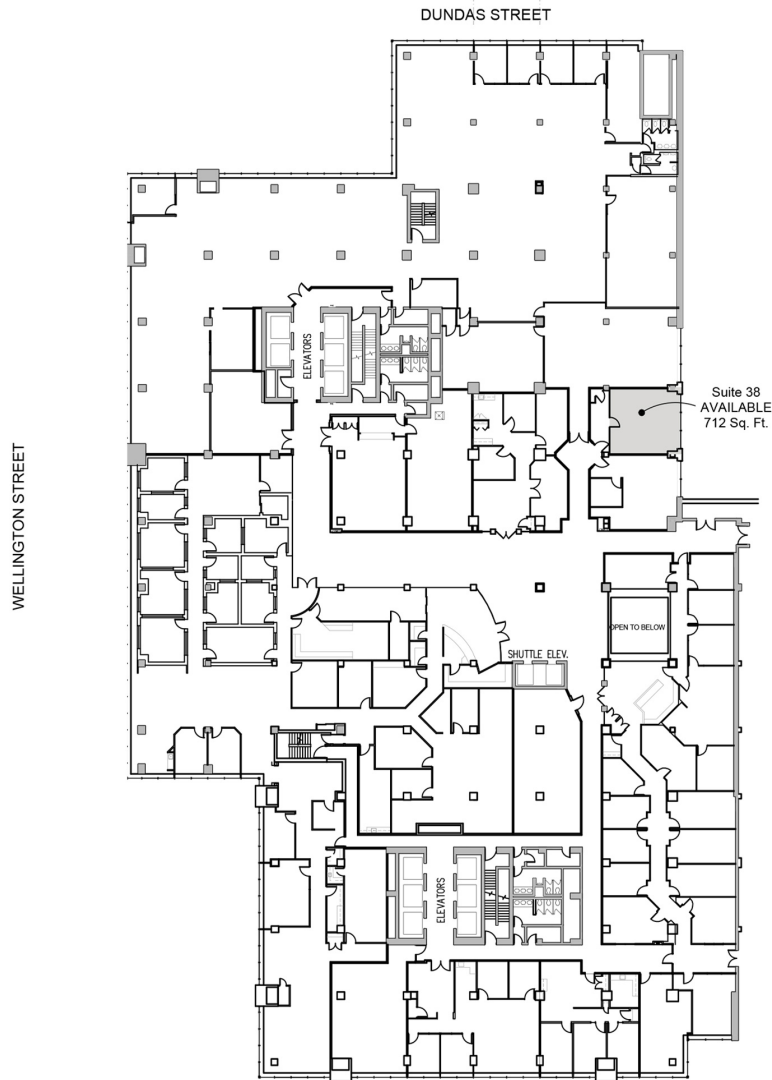 DUNDAS STREET
ELEVATORS
Suite 38
AVAILABLE
712 Sq. Ft.
WELLINGTON STREET
OPEN TO BELOW
SHUTTLE ELEV.
ELEVATORS